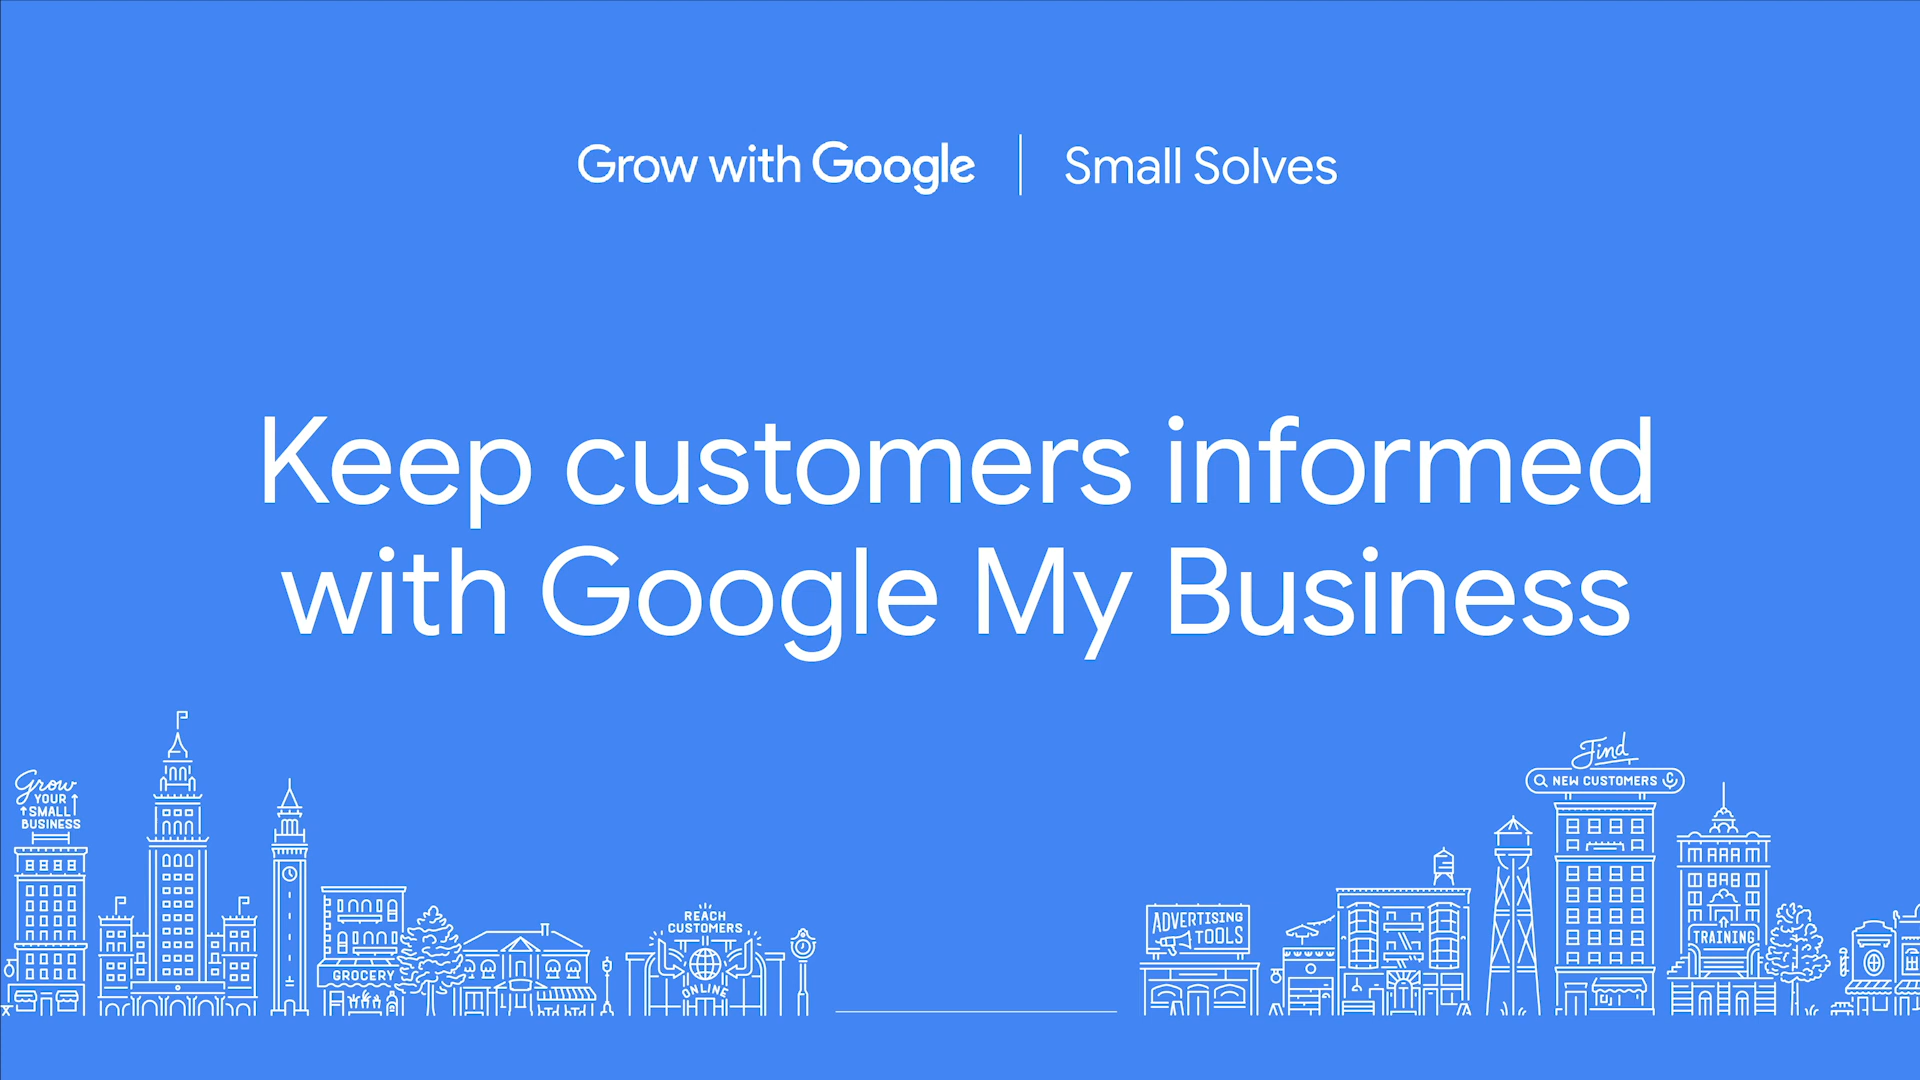 Grow with Google | Small Solves
Keep customers informed
with Google My Business
Grow
YOUR
SMALL
BUSINESS
GROCERY
REACH
CUSTOMERS
ONLINE
ADVERTISING
TOOLS
Find
NEW CUSTOMERS
TRAINING